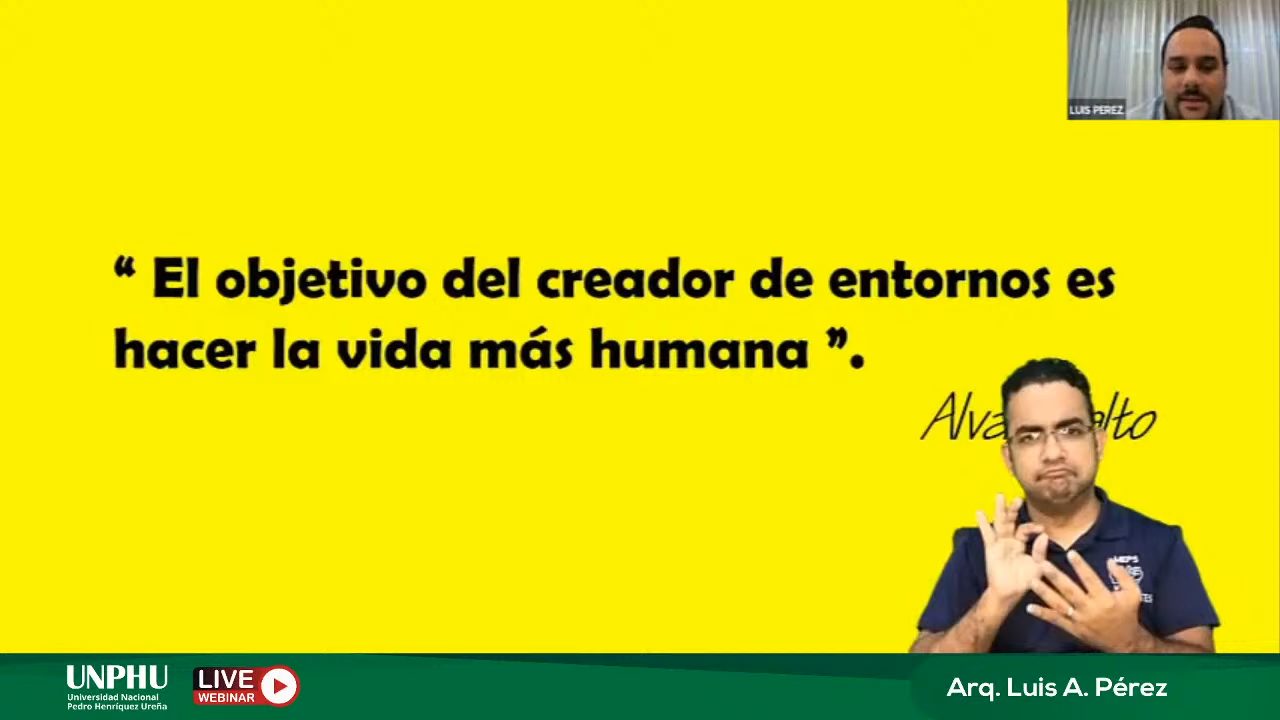 LUIS PEREZ
“ El objetivo del creador de entornos es
hacer la vida más humana ”.
UNPHU
Universidad Nacional
Pedro Henríquez Ureña
LIVE
WEBINAR
Arq. Luis A. Pérez